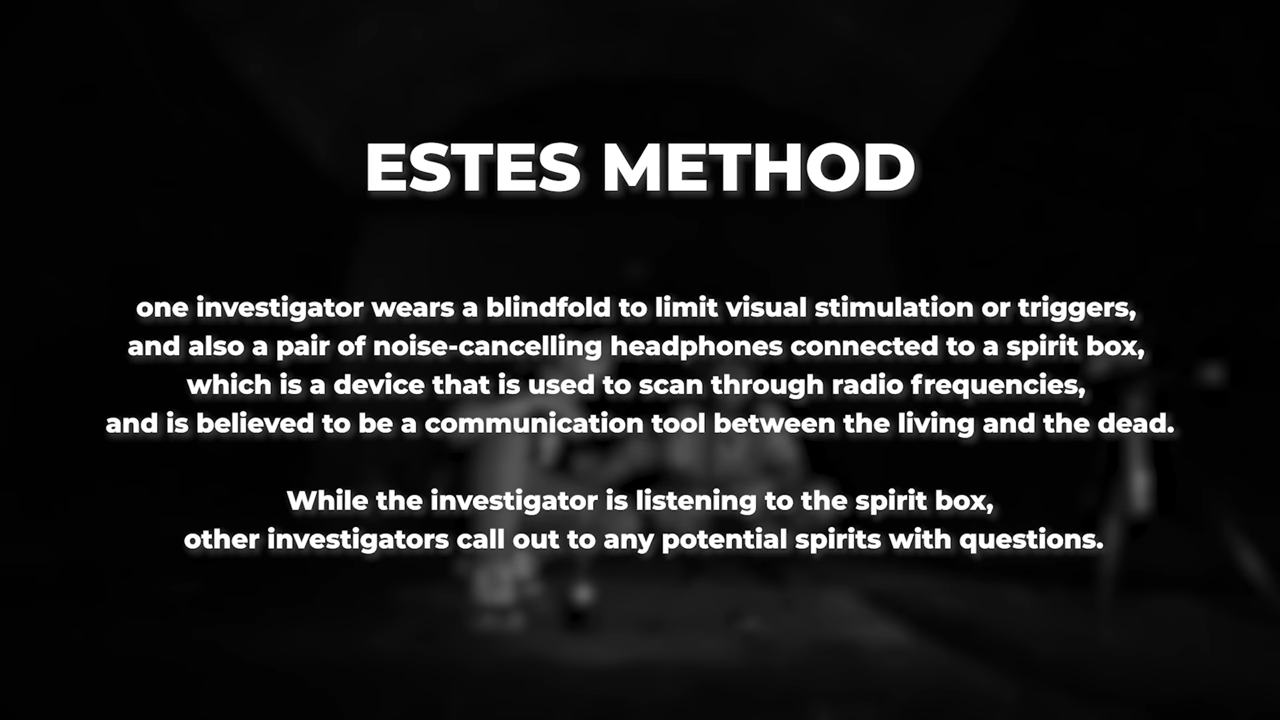 ESTES METHOD
one investigator wears a blindfold to limit visual stimulation or triggers,
and also a pair of noise-cancelling headphones connected to a spirit box,
which is a device that is used to scan through radio frequencies,
and is believed to be a communication tool between the living and the dead.
While the investigator is listening to the spirit box,
other investigators call out to any potential spirits with questions.